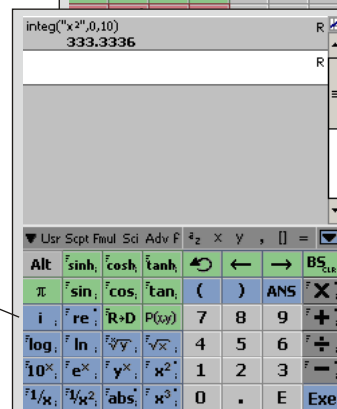 integ("x²",0,10) R
333.3336
R
▼ Usr Scpt Fmul Sci Adv F ªz × y , [] =
Alt sinh cosh tanh ← →  BS CLR
π sin cos tan ( ) ANS ×
i re R→D P(x,y) 7 8 9 +
log ln ˣ√y √x 4 5 6 ÷
10ˣ eˣ yˣ x² 1 2 3 −
1/x 1/x² abs x³ 0 . E Exe